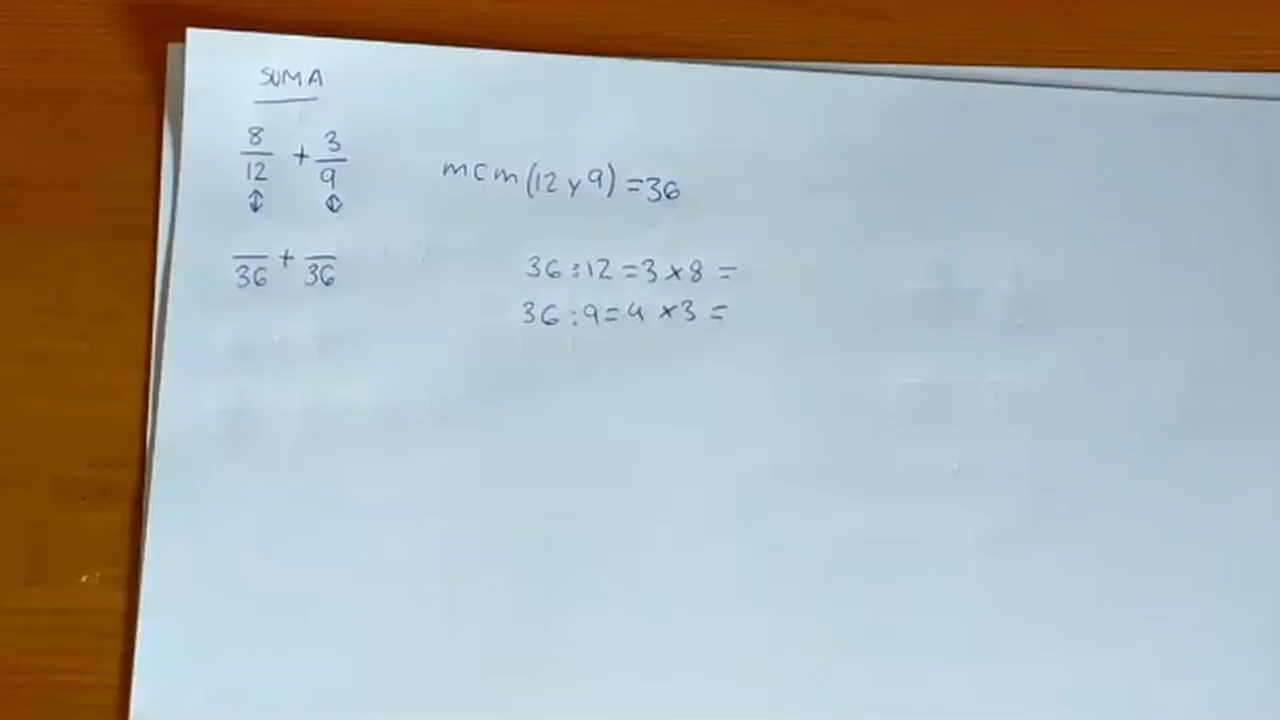 SUMA
8/12 + 3/9
mcm (12 y 9) = 36
/36 + /36
36 : 12 = 3 x 8 =
36 : 9 = 4 x 3 =